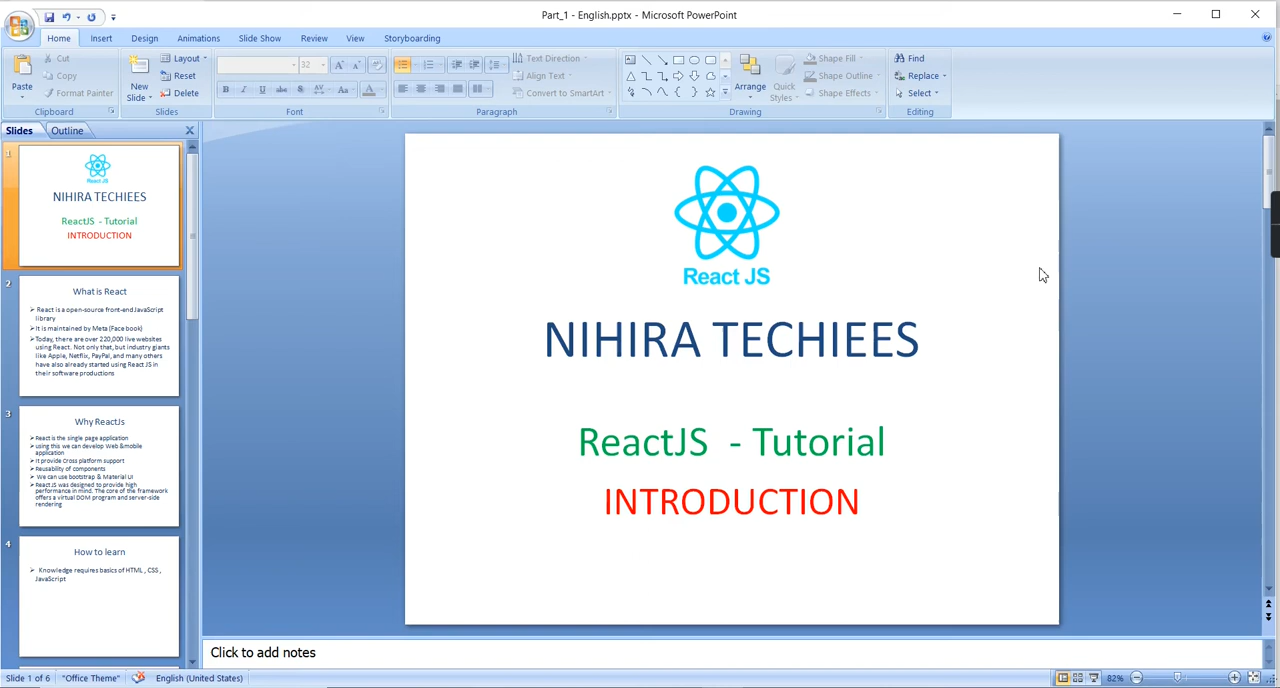 Part_1 - English.pptx - Microsoft PowerPoint
Home Insert Design Animations Slide Show Review View Storyboarding
Paste
Cut
Copy
Format Painter
Clipboard
New
Slide
Layout
Reset
Delete
Slides
32
B I U abc S AV Aa A
Font
Text Direction
Align Text
Convert to SmartArt
Paragraph
Arrange
Quick
Styles
Shape Fill
Shape Outline
Shape Effects
Drawing
Find
Replace
Select
Editing
Slides Outline
1
React JS
NIHIRA TECHIEES
ReactJS - Tutorial
INTRODUCTION
2
What is React
React is a open-source front-end JavaScript
library
It is maintained by Meta (Face book)
Today, there are over 220,000 live websites
using React. Not only that, but industry giants
like Apple, Netflix, PayPal, and many others
have also already started using React JS in
their software productions
3
Why ReactJs
React is the single page application
using this we can develop Web & mobile
application
It provide Cross platform support
Reusability of components
We can use bootstrap & Material UI
React JS was designed to provide high
performance in mind. The core of the framework
offers a virtual DOM program and server-side
rendering
4
How to learn
Knowledge requires basics of HTML , CSS ,
JavaScript
React JS
NIHIRA TECHIEES
ReactJS - Tutorial
INTRODUCTION
Click to add notes
Slide 1 of 6 "Office Theme" English (United States) 82%